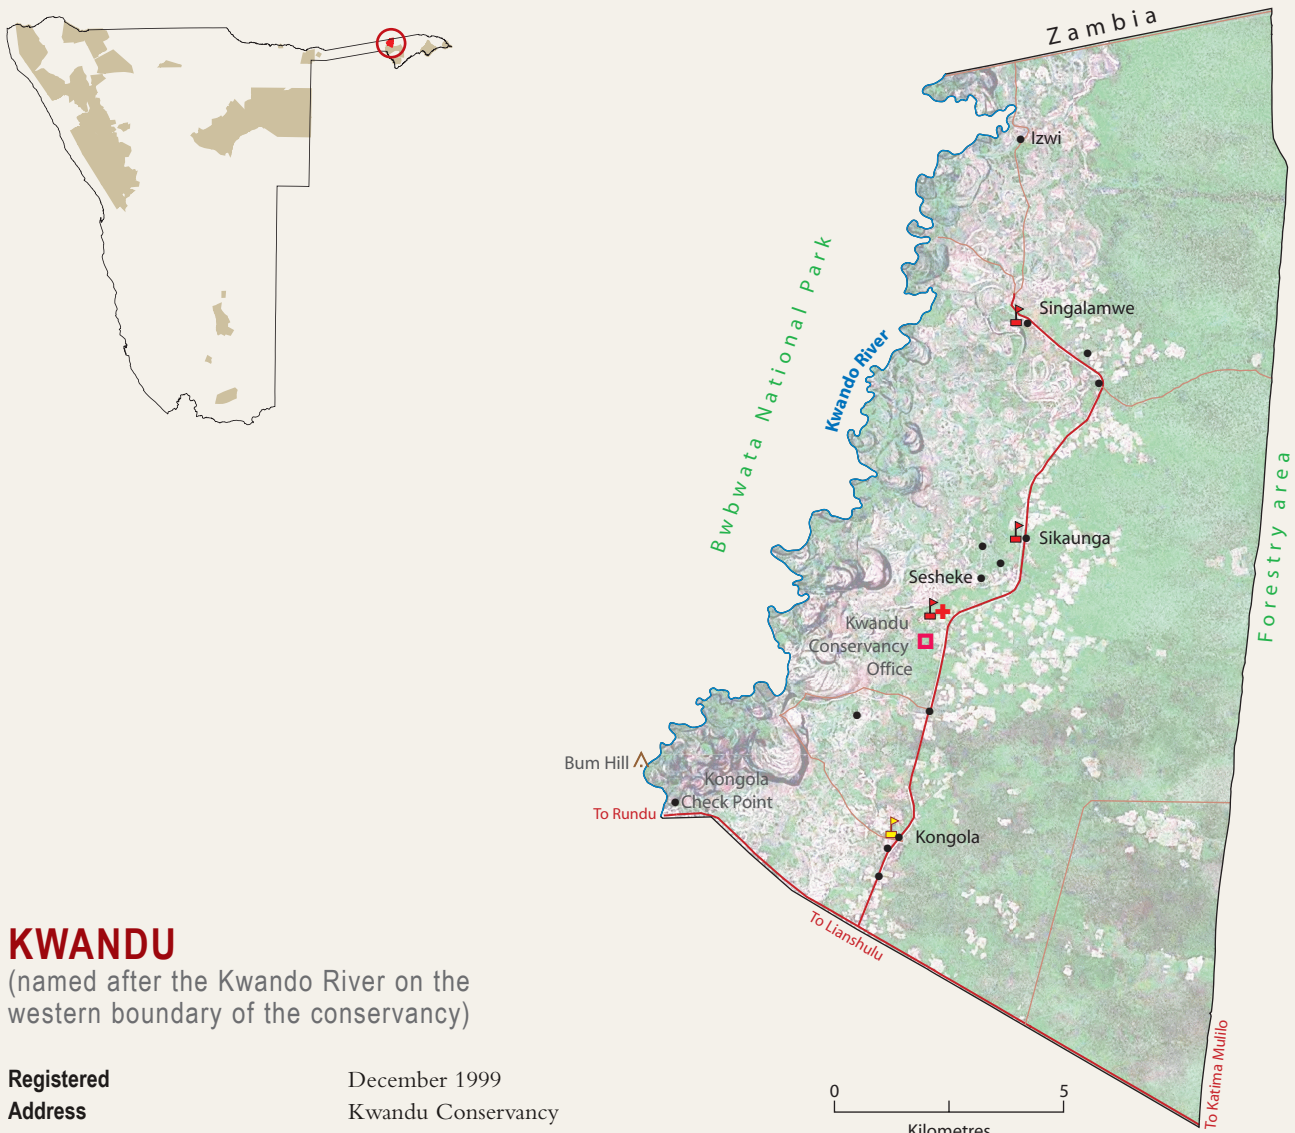 Zambia
Izwi
Bwbwata National Park
Kwando River
Singalamwe
Forestry area
Sikaunga
Sesheke
Kwandu
Conservancy
Office
Bum Hill
Kongola
Check Point
To Rundu
Kongola
To Lianshulu
To Katima Mulilo
KWANDU
(named after the Kwando River on the
western boundary of the conservancy)
Registered December 1999
Address Kwandu Conservancy
0 5
Kilometres